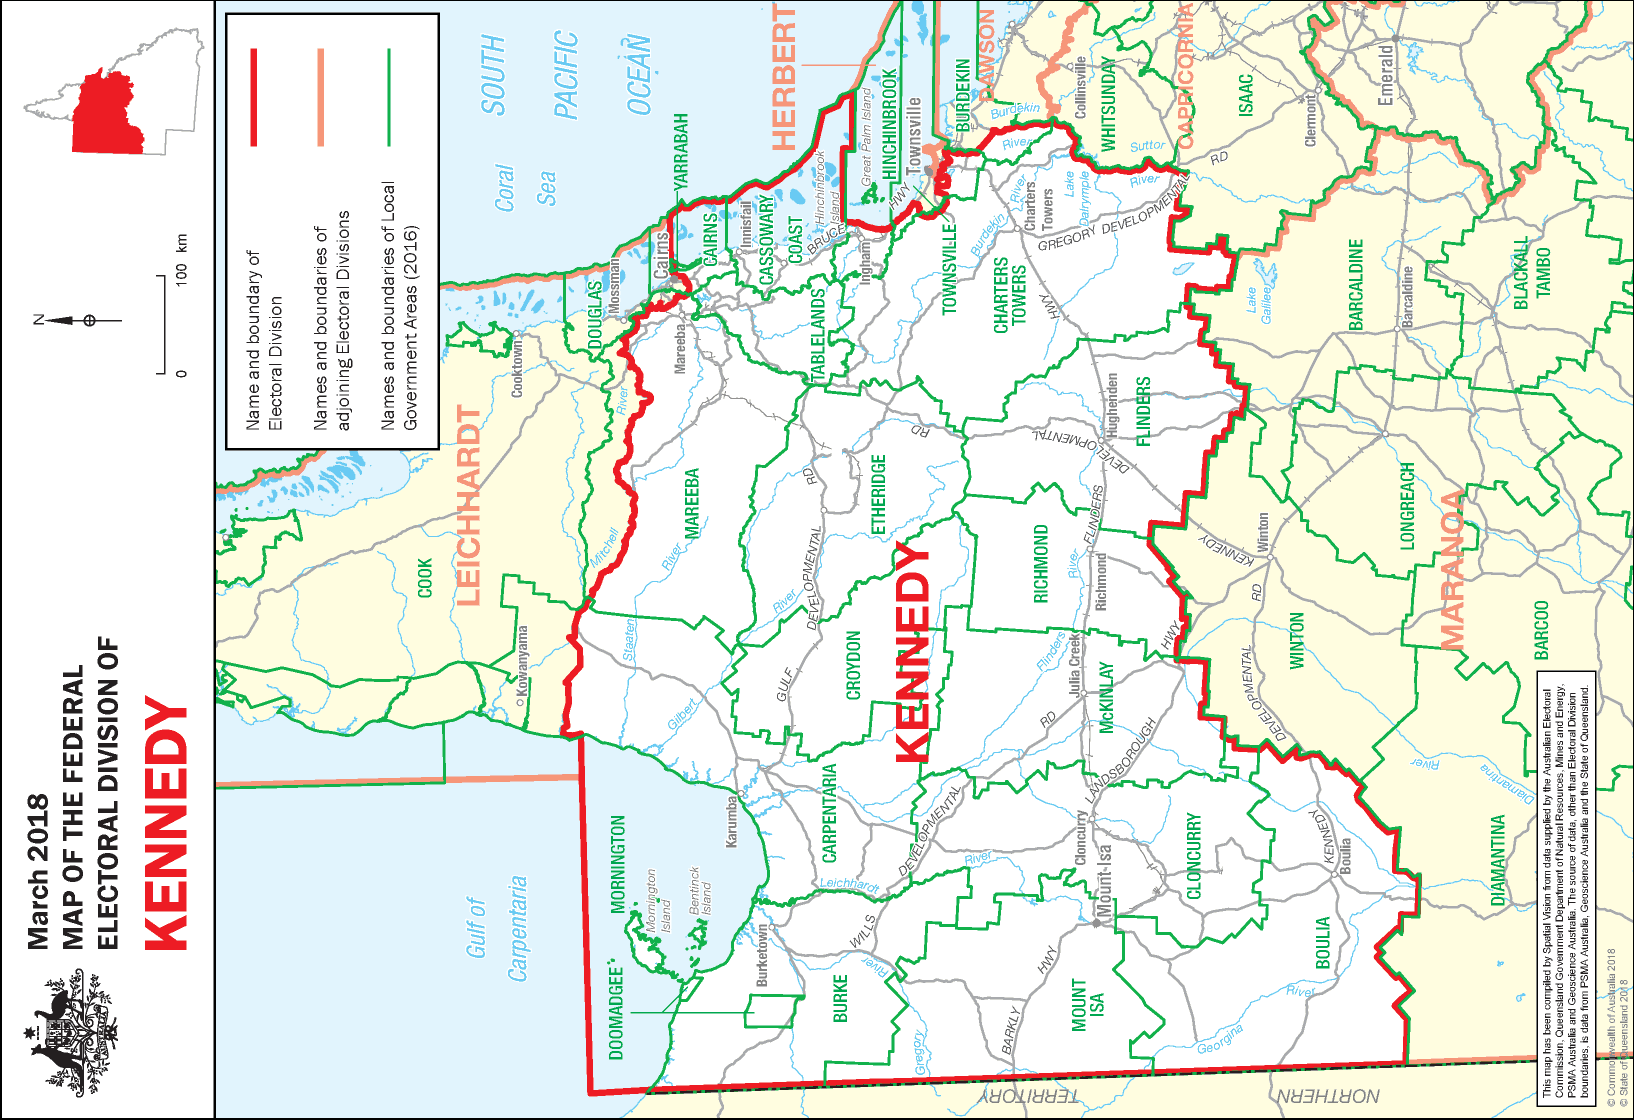 March 2018
MAP OF THE FEDERAL
ELECTORAL DIVISION OF
KENNEDY
N
0
100 km
Name and boundary of
Electoral Division
Names and boundaries of
adjoining Electoral Divisions
Names and boundaries of Local
Government Areas (2016)
SOUTH
PACIFIC
OCEAN
Coral
Sea
Gulf of
Carpentaria
LEICHHARDT
HERBERT
DAWSON
CAPRICORNIA
MARANOA
KENNEDY
COOK
Kowanyama
Cooktown
DOUGLAS
Mossman
Cairns
YARRABAH
CAIRNS
Innisfail
CASSOWARY
COAST
BRUCE
HWY
Hinchinbrook
Island
Great Palm Island
HINCHINBROOK
Ingham
Townsville
TOWNSVILLE
BURDEKIN
Burdekin
River
Collinsville
WHITSUNDAY
Suttor
River
ISAAC
Clermont
Emerald
RD
GREGORY DEVELOPMENTAL
Lake
Dalrymple
Charters
Towers
River
Burdekin
CHARTERS
TOWERS
HWY
Mareeba
TABLELANDS
MAREEBA
Mitchell
River
River
Staaten
Gilbert
River
ETHERIDGE
RD
DEVELOPMENTAL
GULF
RD
DEVELOPMENTAL
CROYDON
Flinders
River
RICHMOND
Richmond
FLINDERS
Hughenden
FLINDERS
Julia Creek
McKINLAY
RD
HWY
KENNEDY
LANDSBOROUGH
DEVELOPMENTAL
Karumba
CARPENTARIA
MORNINGTON
Mornington
Island
Bentinck
Island
DOOMADGEE
Burketown
BURKE
WILLS
Leichhardt
River
River
Gregory
Cloncurry
CLONCURRY
Mount-Isa
MOUNT
ISA
HWY
BARKLY
BOULIA
Boulia
KENNEDY
DEVELOPMENTAL
RD
River
Georgina
NORTHERN
TERRITORY
Winton
WINTON
LONGREACH
BARCALDINE
Barcaldine
Lake
Galilee
BLACKALL
TAMBO
BARCOO
DIAMANTINA
Diamantina
River
This map has been compiled by Spatial Vision from data supplied by the Australian Electoral
Commission, Queensland Government Department of Natural Resources, Mines and Energy,
PSMA Australia and Geoscience Australia. The source of data, other than Electoral Division
boundaries, is data from PSMA Australia, Geoscience Australia and the State of Queensland.
© Commonwealth of Australia 2018
© State of Queensland 2018